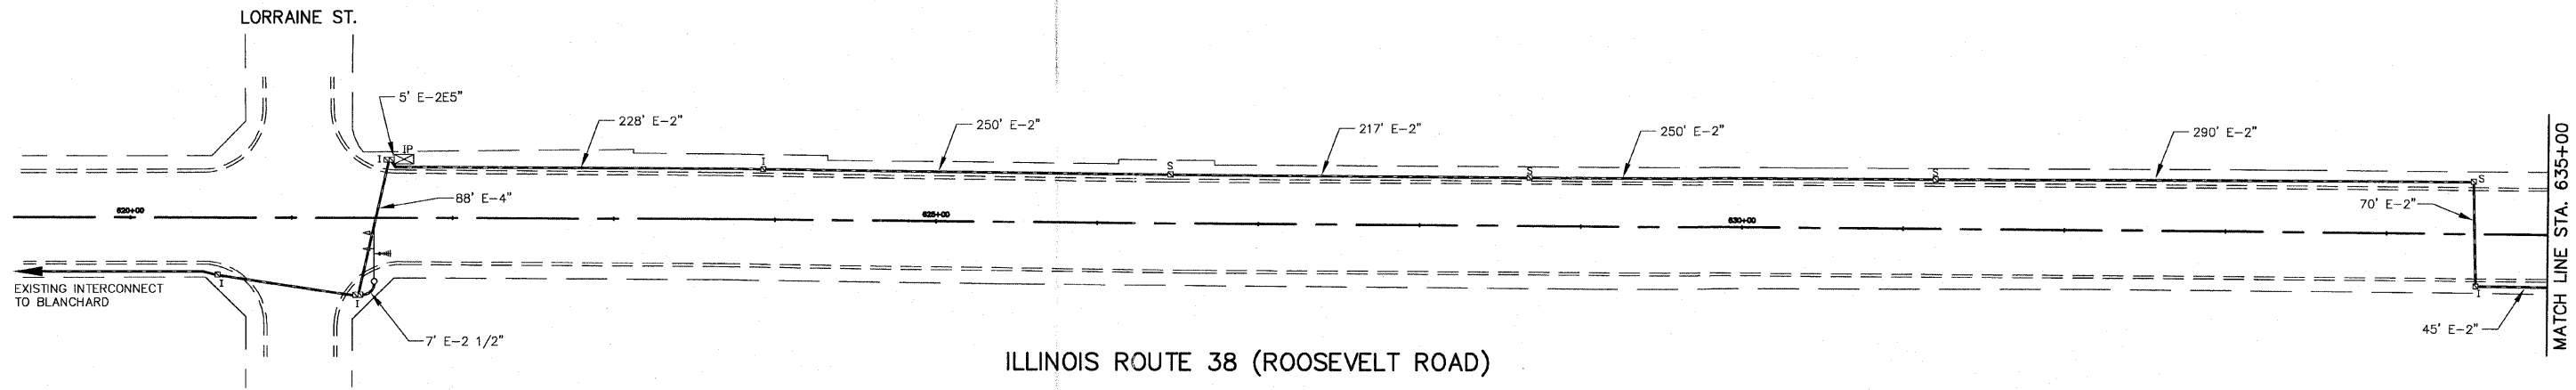 LORRAINE ST.
5' E-2E5"
228' E-2"
250' E-2"
217' E-2"
250' E-2"
290' E-2"
I
IP
I
S
S
S
S
88' E-4"
70' E-2"
620+00
625+00
630+00
MATCH LINE STA. 635+00
EXISTING INTERCONNECT
TO BLANCHARD
I
I
I
7' E-2 1/2"
45' E-2"
ILLINOIS ROUTE 38 (ROOSEVELT ROAD)